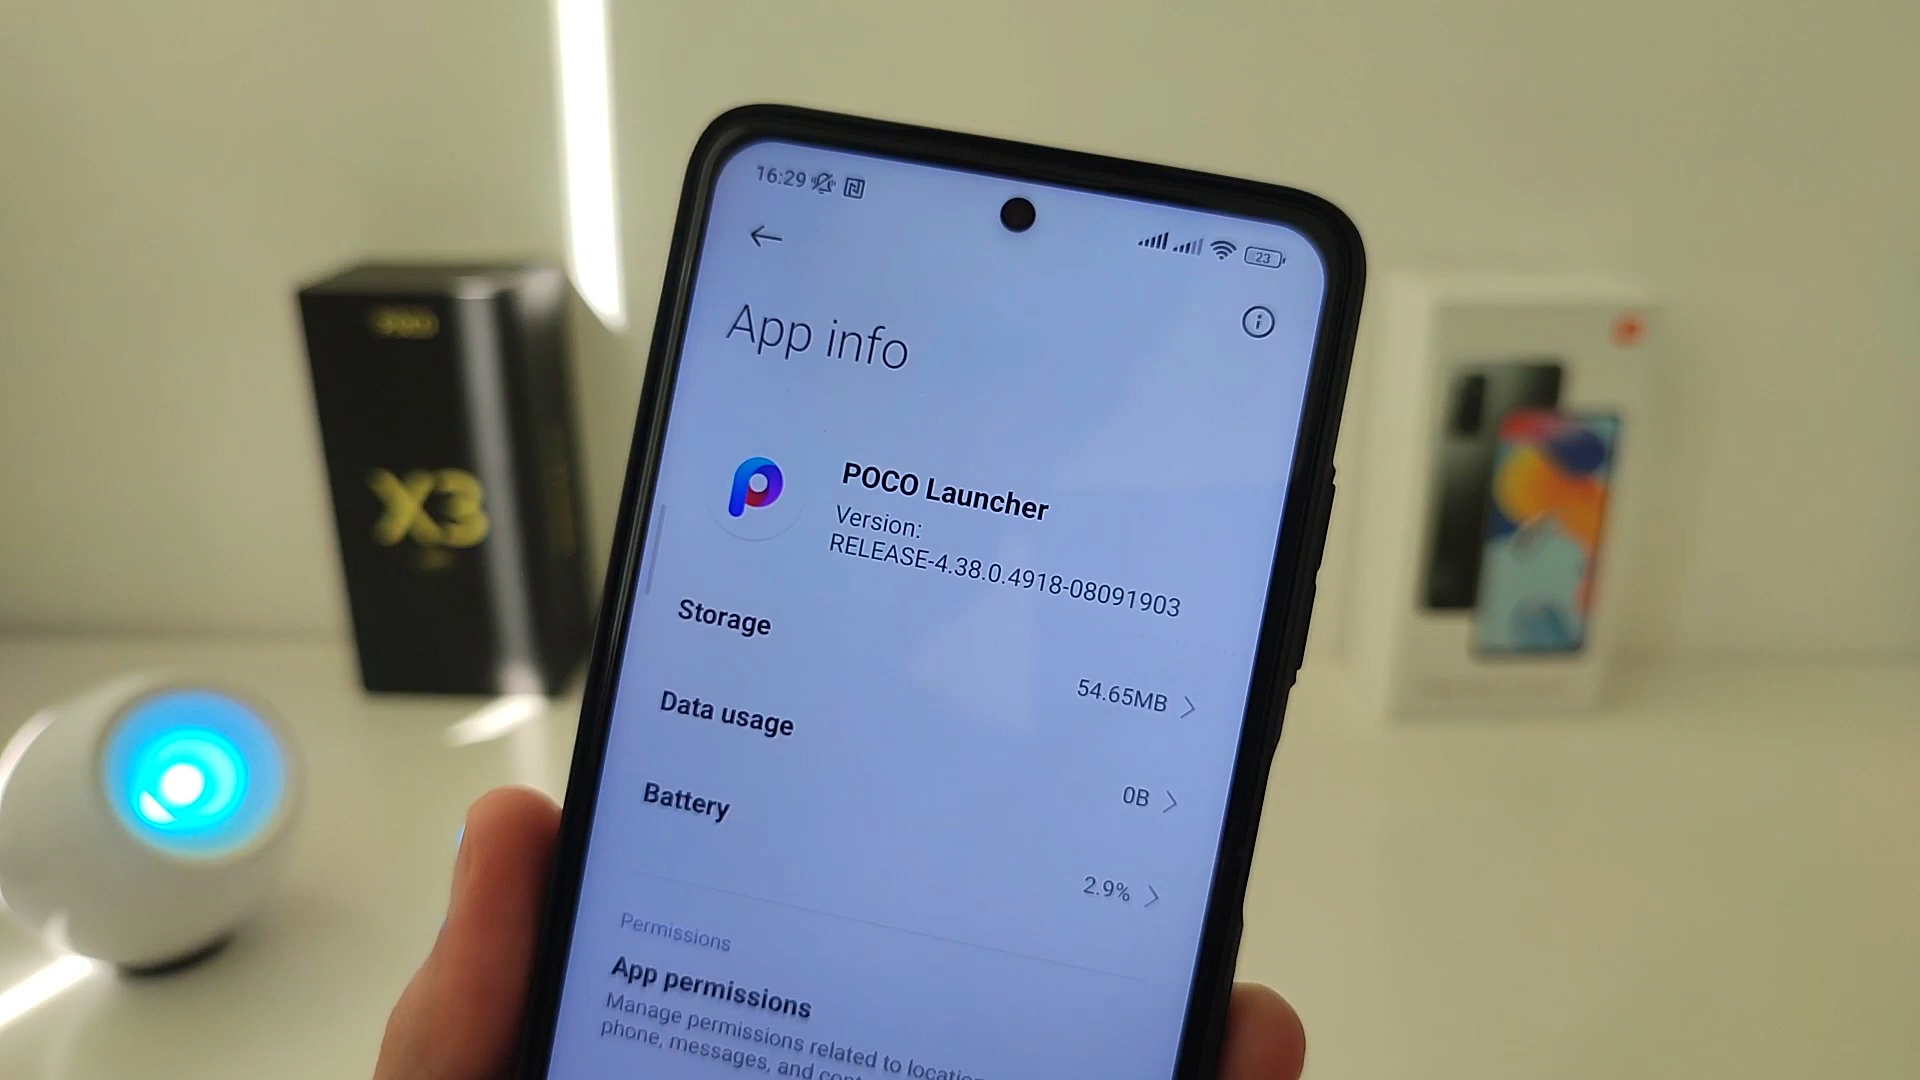 16:29
23
App info
POCO Launcher
Version:
RELEASE-4.38.0.4918-08091903
Storage
54.65MB
Data usage
0B
Battery
2.9%
Permissions
App permissions
Manage permissions related to
phone, messages, and
X3